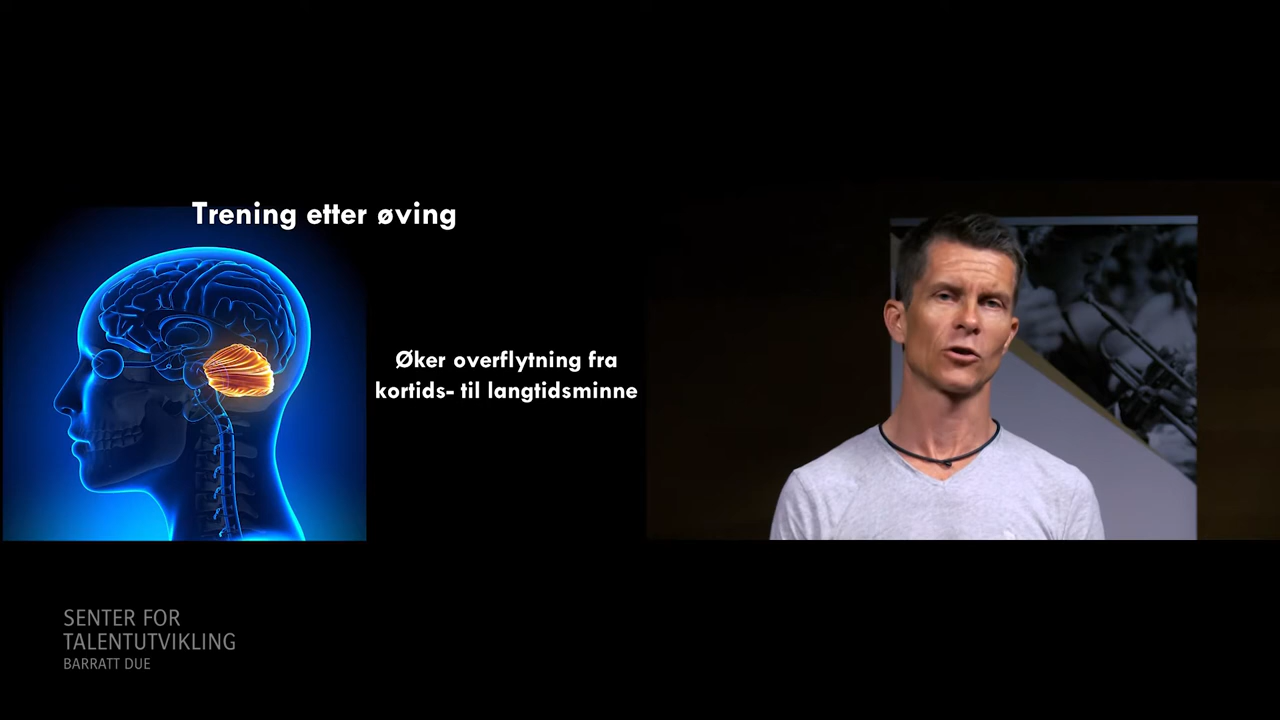 Trening etter øving
Øker overflytning fra
kortids- til langtidsminne
SENTER FOR
TALENTUTVIKLING
BARRATT DUE